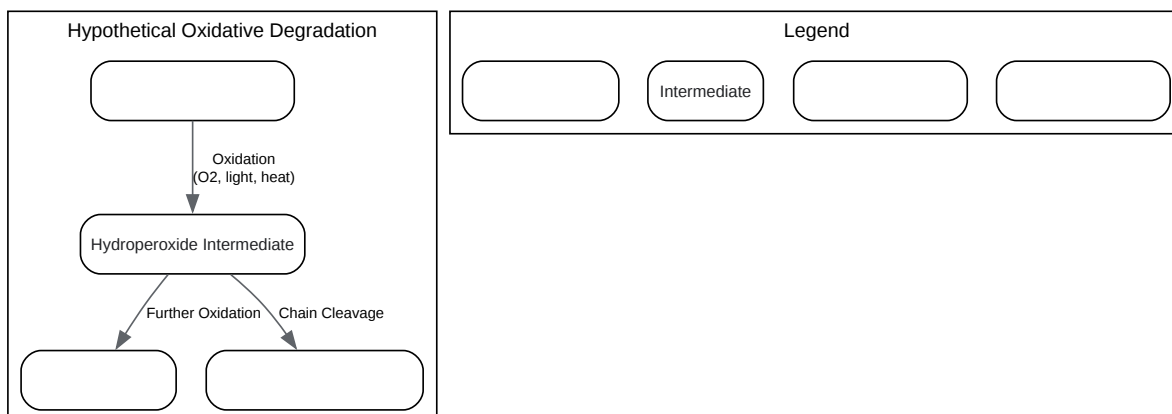 Hypothetical Oxidative Degradation
Oxidation
(O2, light, heat)
Hydroperoxide Intermediate
Further Oxidation
Chain Cleavage
Legend
Intermediate